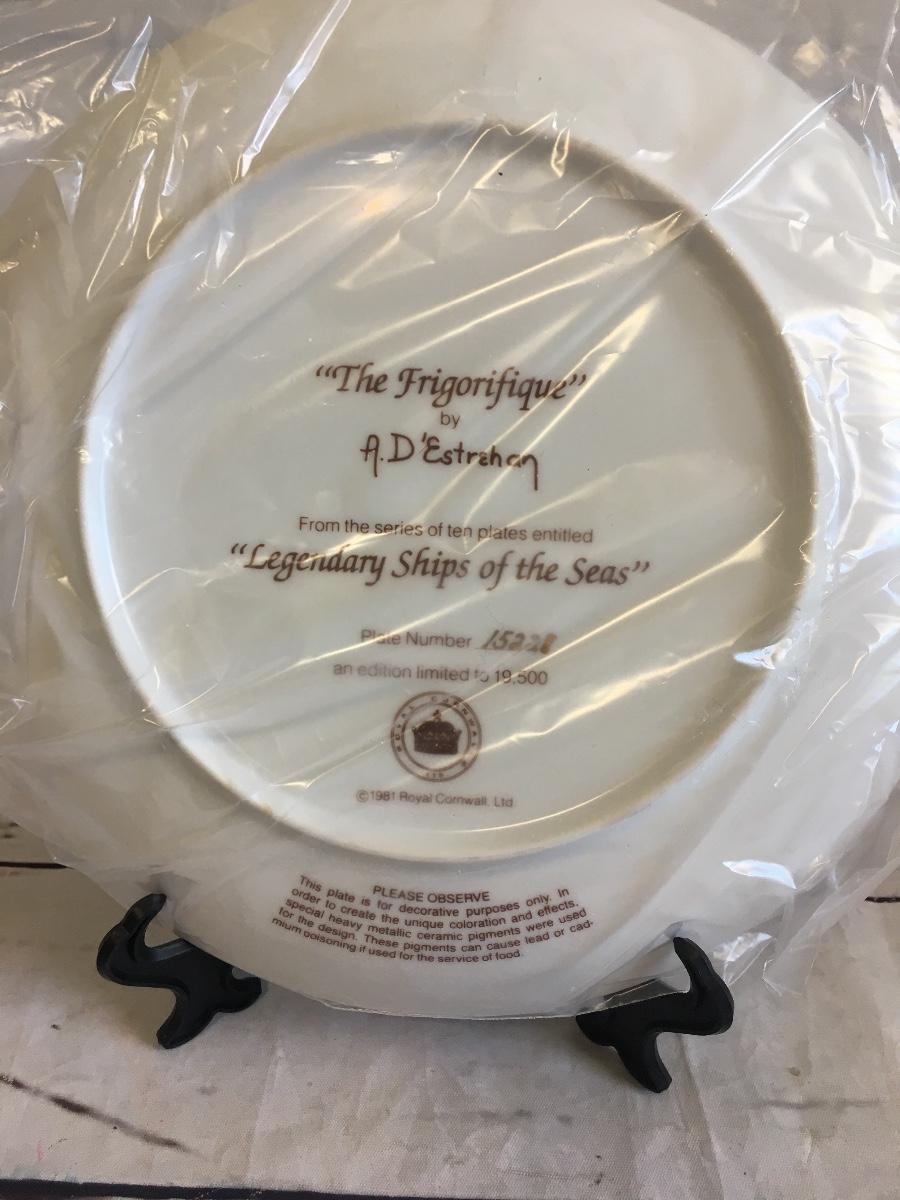 “The Frigorifique”
by
A.D'Estrehan
From the series of ten plates entitled
“Legendary Ships of the Seas”
Plate Number 15228
an edition limited to 19,500
ROYAL CORNWALL
LTD
©1981 Royal Cornwall, Ltd.
PLEASE OBSERVE
This plate is for decorative purposes only. In
order to create the unique coloration and effects,
special heavy metallic ceramic pigments were used
for the design. These pigments can cause lead or cad-
mium poisoning if used for the service of food.